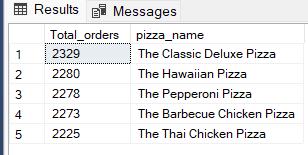 Results Messages
Total_orders pizza_name
1 2329 The Classic Deluxe Pizza
2 2280 The Hawaiian Pizza
3 2278 The Pepperoni Pizza
4 2273 The Barbecue Chicken Pizza
5 2225 The Thai Chicken Pizza